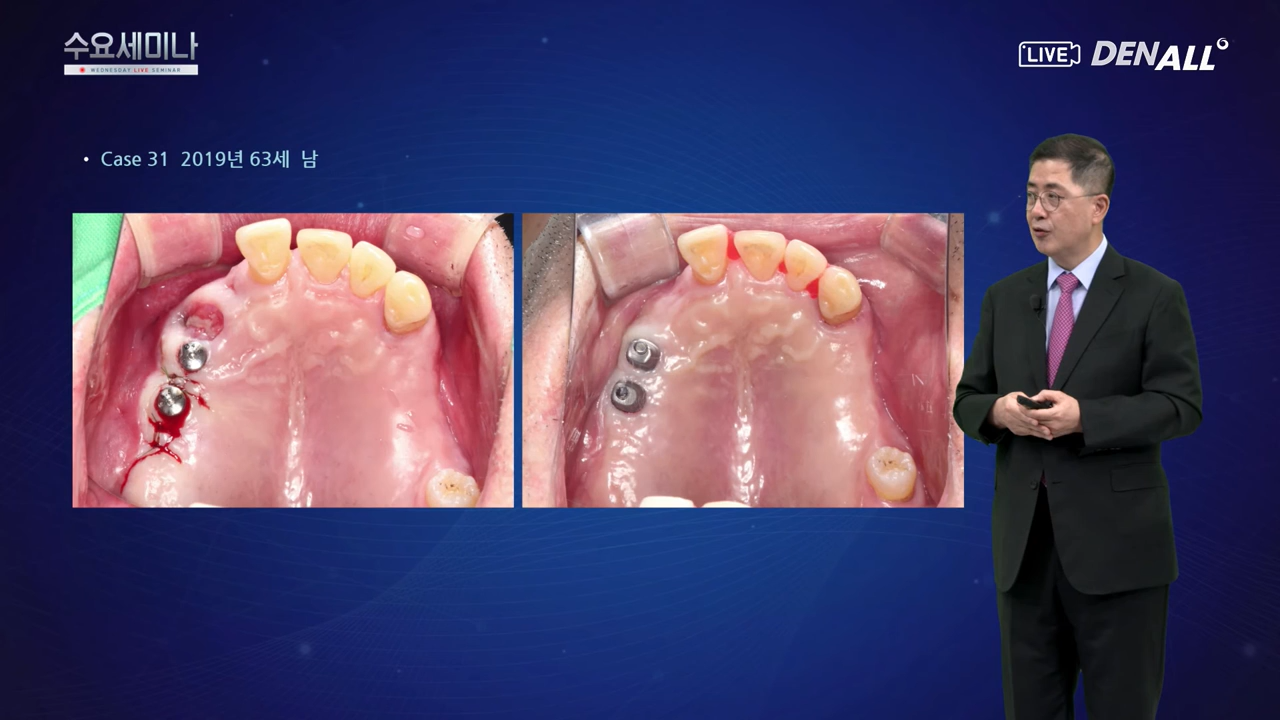 수요세미나
WEDNESDAY LIVE SEMINAR
LIVE DENALL
• Case 31 2019년 63세 남